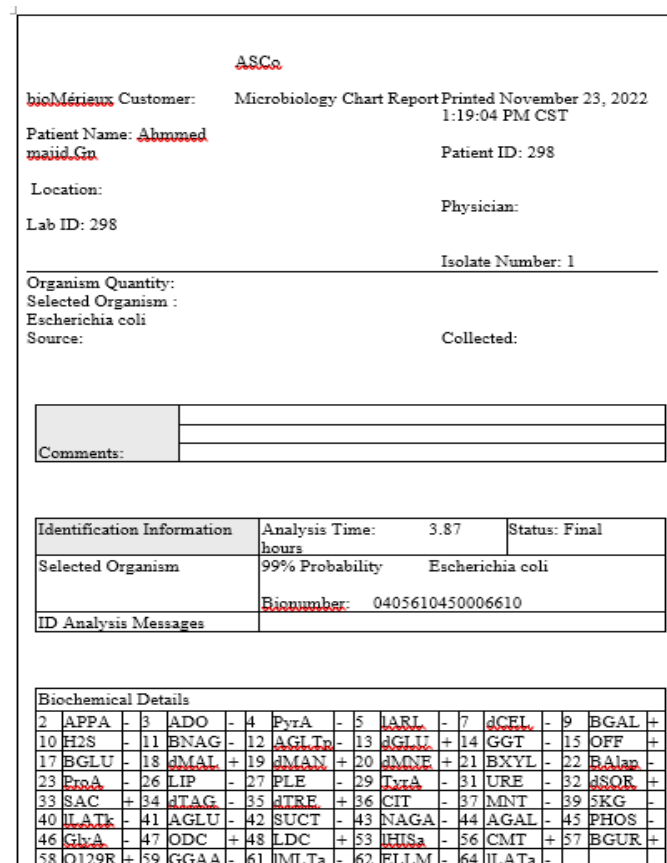 ASCo
bioMérieux Customer: Microbiology Chart Report Printed November 23, 2022
1:19:04 PM CST
Patient Name: Ahmmed
majid.Gn
Patient ID: 298
Location:
Physician:
Lab ID: 298
Isolate Number: 1
Organism Quantity:
Selected Organism :
Escherichia coli
Source: Collected:
Comments:
Identification Information Analysis Time: 3.87 Status: Final
hours
Selected Organism 99% Probability Escherichia coli
Bionumber: 0405610450006610
ID Analysis Messages
Biochemical Details
2 APPA - 3 ADO - 4 PyrA - 5 lARL - 7 dCEL - 9 BGAL +
10 H2S - 11 BNAG - 12 AGLTp - 13 dGLU + 14 GGT - 15 OFF +
17 BGLU - 18 dMAL + 19 dMAN + 20 dMNE + 21 BXYL - 22 BAlap -
23 ProA - 26 LIP - 27 PLE 29 TyrA - 31 URE - 32 dSOR +
33 SAC + 34 dTAG - 35 dTRE + 36 CIT - 37 MNT - 39 5KG -
40 lLATk - 41 AGLU - 42 SUCT - 43 NAGA - 44 AGAL - 45 PHOS -
46 GlyA - 47 ODC + 48 LDC + 53 lHISa - 56 CMT + 57 BGUR +
58 O129R + 59 GGAA - 61 lMLTa - 62 ELLM - 64 lLATa -